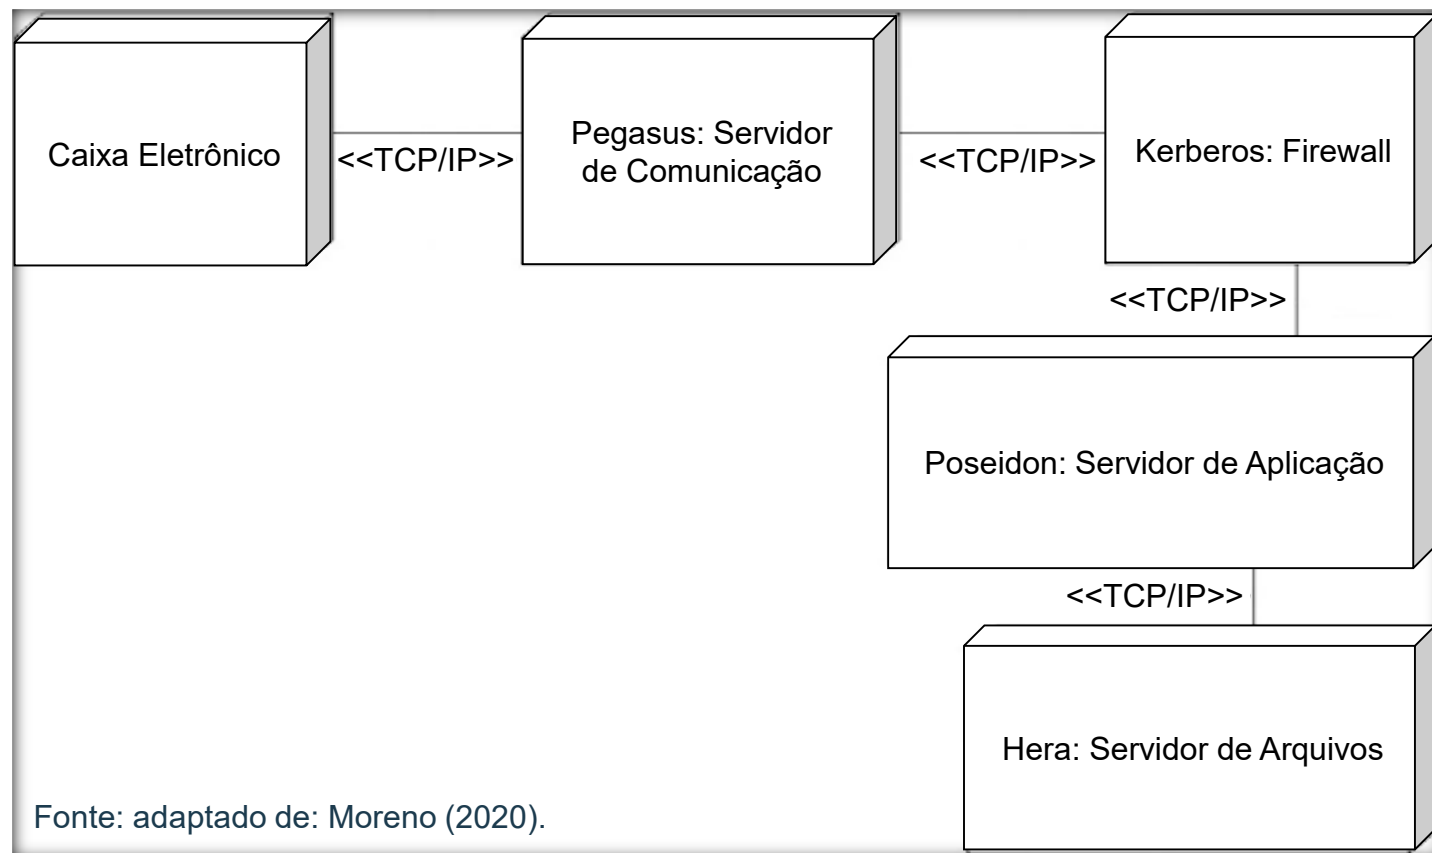 Caixa Eletrônico
<<TCP/IP>>
Pegasus: Servidor
de Comunicação
<<TCP/IP>>
Kerberos: Firewall
<<TCP/IP>>
Poseidon: Servidor de Aplicação
<<TCP/IP>>
Hera: Servidor de Arquivos
Fonte: adaptado de: Moreno (2020).